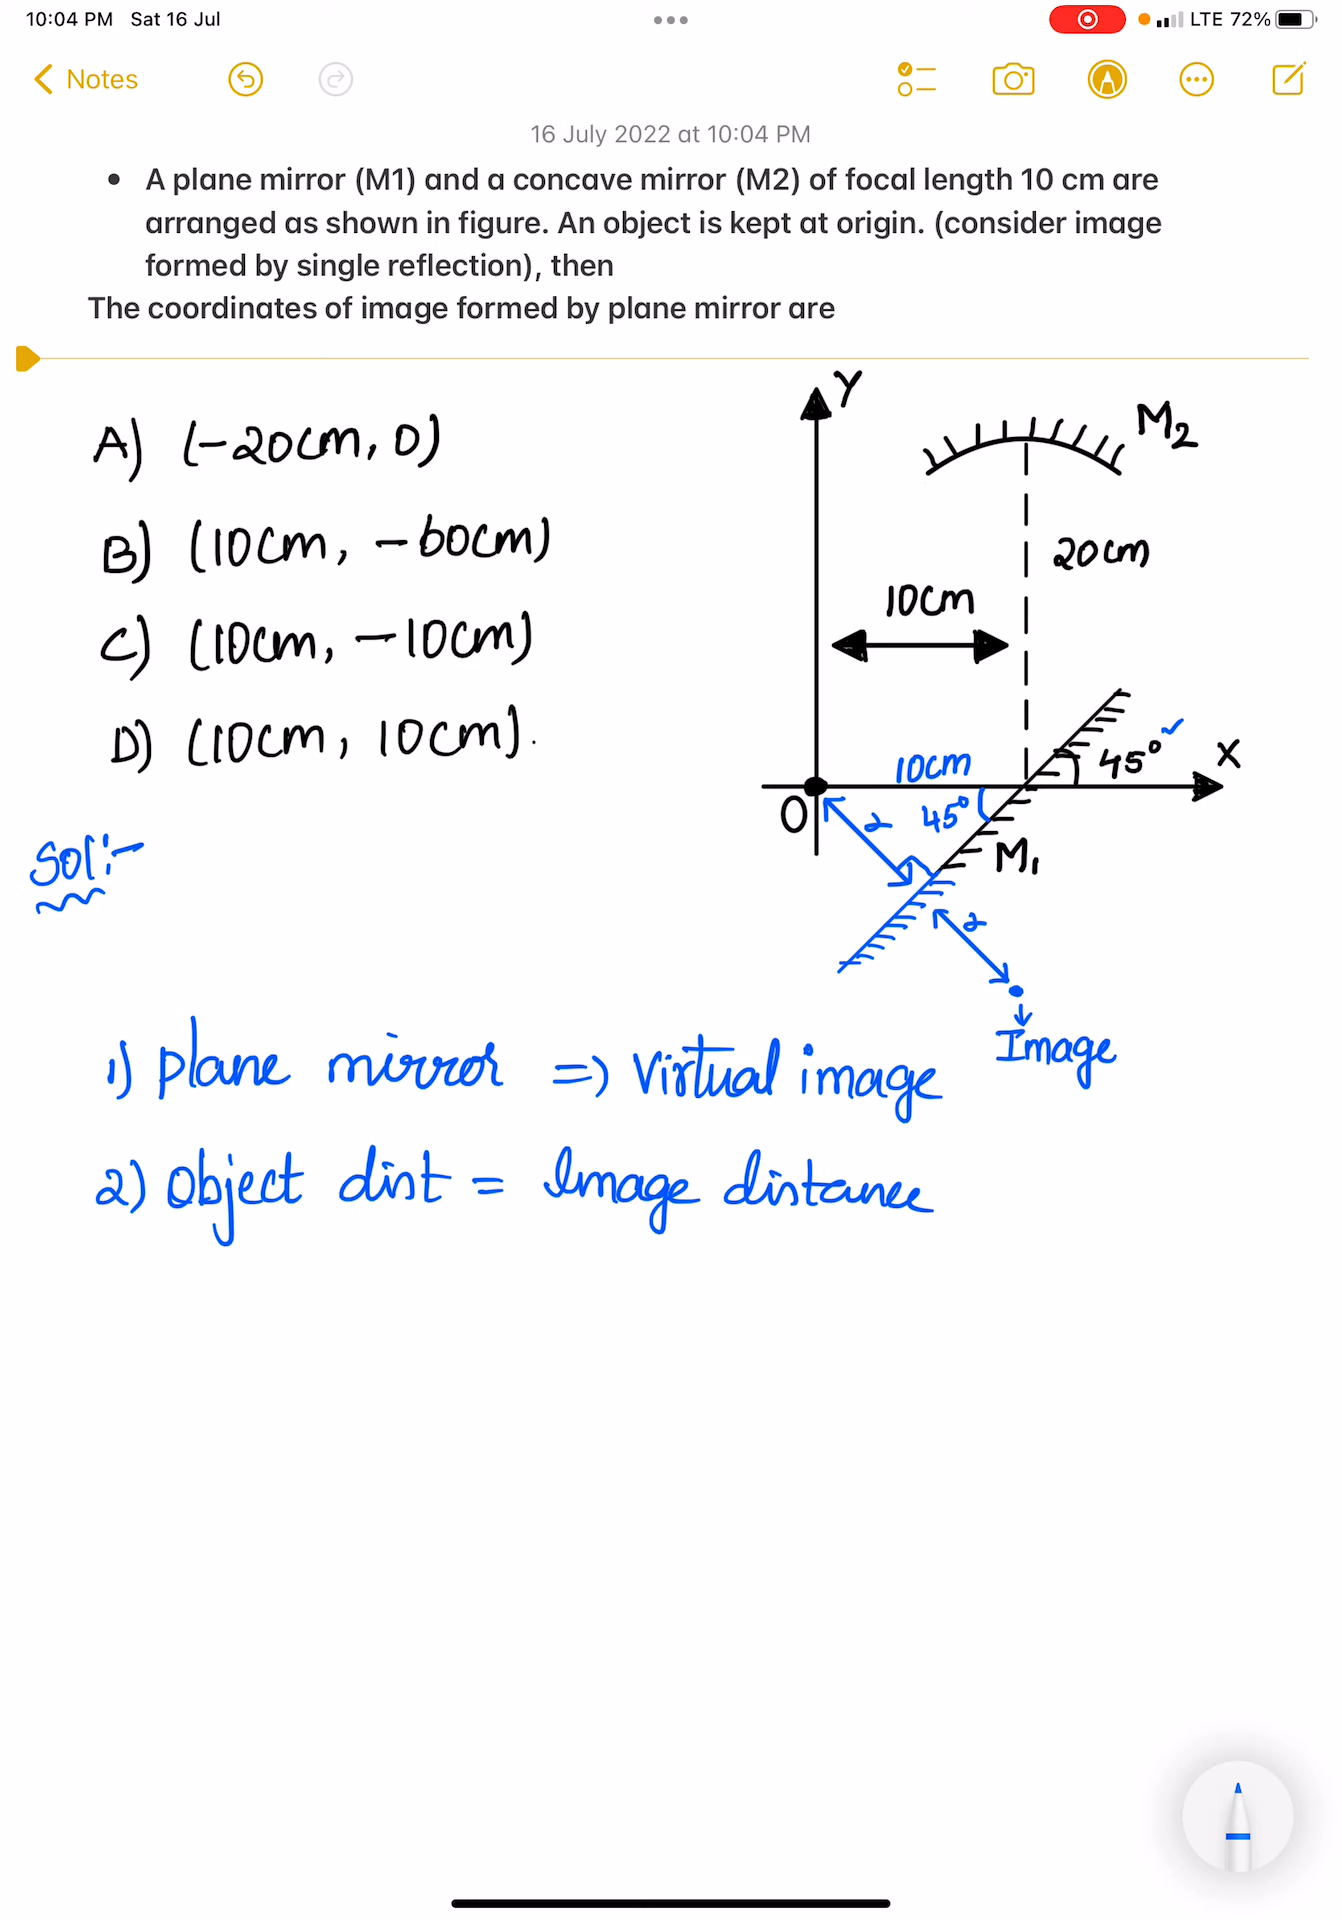 10:04 PM Sat 16 Jul
LTE 72%
Notes
16 July 2022 at 10:04 PM
• A plane mirror (M1) and a concave mirror (M2) of focal length 10 cm are
arranged as shown in figure. An object is kept at origin. (consider image
formed by single reflection), then
The coordinates of image formed by plane mirror are
A) (-20cm, 0)
B) (10cm, -60cm)
C) (10cm, -10cm)
D) (10cm, 10cm).
Y
M2
20cm
10cm
10cm
45°
X
O
2
45°
M1
2
Image
Sol:-
1) Plane mirror => Virtual image
2) Object dist = Image distance